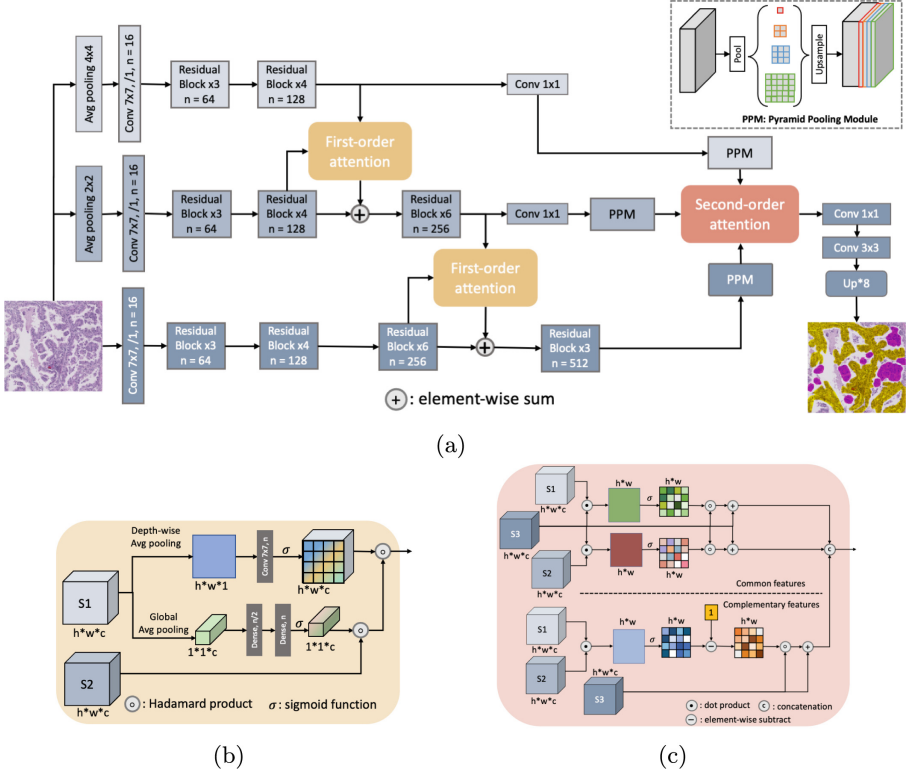 (a)
Avg pooling 4x4
Conv 7x7, /1, n = 16
Residual
Block x3
n = 64
Residual
Block x4
n = 128
Conv 1x1
Pool
Upsample
PPM: Pyramid Pooling Module
First-order
attention
PPM
Avg pooling 2x2
Conv 7x7, /1, n = 16
Residual
Block x3
n = 64
Residual
Block x4
n = 128
+
Residual
Block x6
256
Conv 1x1
PPM
Second-order
attention
Conv 1x1
Conv 3x3
Up*8
First-order
attention
PPM
Conv 7x7, /1, n = 16
Residual
Block x3
n = 64
Residual
Block x4
n = 128
Residual
Block x6
n = 256
+
Residual
Block x3
n = 512
+ : element-wise sum
(a)
Depth-wise
Avg pooling
h*w*1
Conv 7x7, n
σ
h*w*c
S1
h*w*c
Global
Avg pooling
1*1*c
Dense, n/2
Dense, n
σ
1*1*c
S2
h*w*c
: Hadamard product
σ : sigmoid function
(b)
S1
h*w*c
h*w
σ
h*w
S3
h*w*c
S2
h*w*c
h*w
σ
h*w
+
+
c
Common features
Complementary features
S1
h*w*c
S2
h*w*c
h*w
σ
h*w
1
−
h*w
+
h*w*c
S3
: dot product
c : concatenation
− : element-wise subtract
(c)